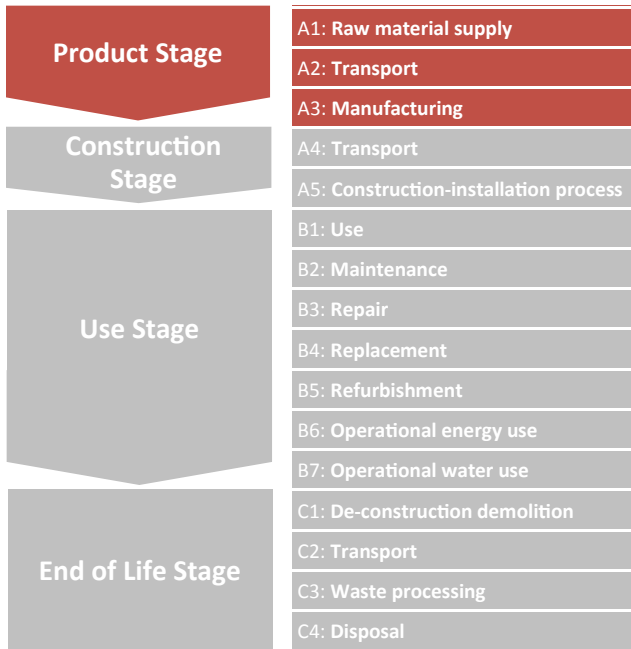 Product Stage
A1: Raw material supply
A2: Transport
A3: Manufacturing
Construction
Stage
A4: Transport
A5: Construction-installation process
Use Stage
B1: Use
B2: Maintenance
B3: Repair
B4: Replacement
B5: Refurbishment
B6: Operational energy use
B7: Operational water use
End of Life Stage
C1: De-construction demolition
C2: Transport
C3: Waste processing
C4: Disposal